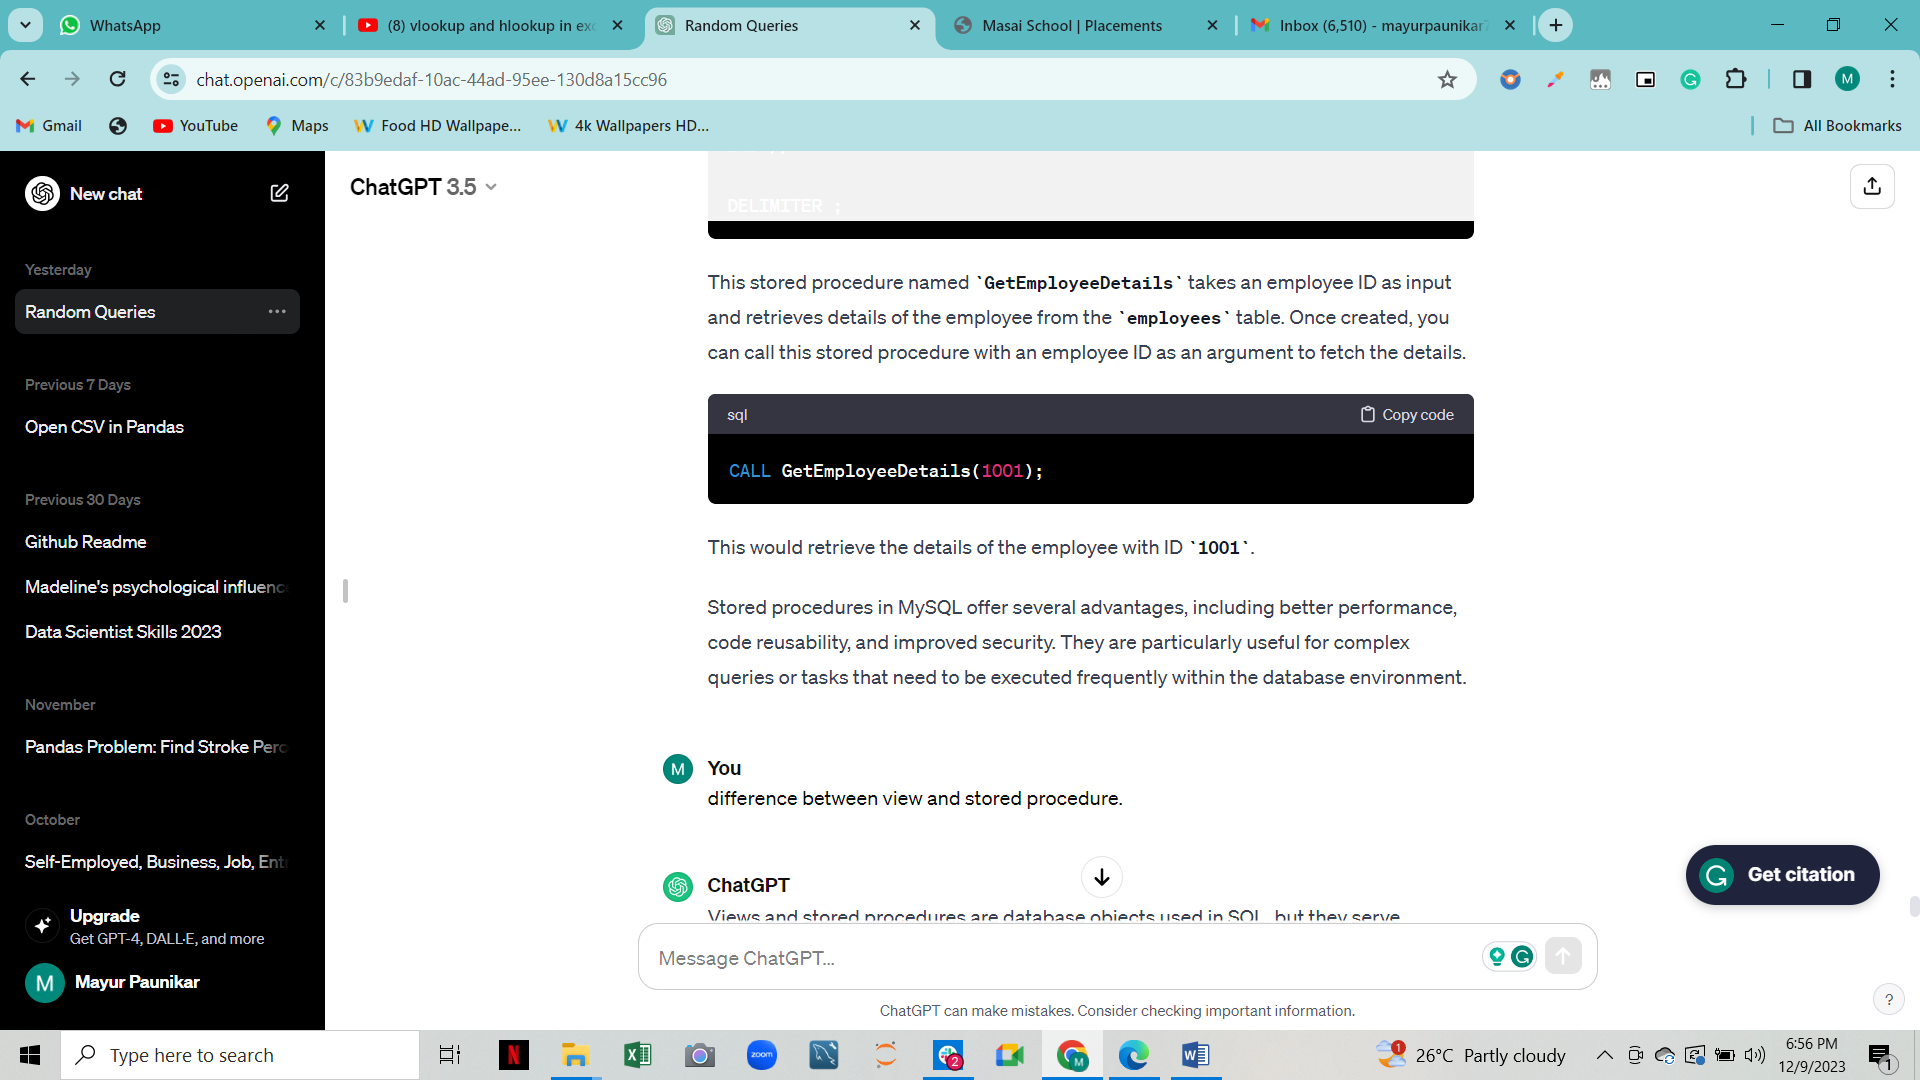 WhatsApp
(8) vlookup and hlookup in exc
Random Queries
Masai School | Placements
Inbox (6,510) - mayurpaunikar7
chat.openai.com/c/83b9edaf-10ac-44ad-95ee-130d8a15cc96
M
Gmail
YouTube
Maps
Food HD Wallpape...
4k Wallpapers HD...
All Bookmarks
New chat
Yesterday
Random Queries
Previous 7 Days
Open CSV in Pandas
Previous 30 Days
Github Readme
Madeline's psychological influenc
Data Scientist Skills 2023
November
Pandas Problem: Find Stroke Perc
October
Self-Employed, Business, Job, Ent
Upgrade
Get GPT-4, DALL·E, and more
M
Mayur Paunikar
ChatGPT 3.5
DELIMITER ;
This stored procedure named `GetEmployeeDetails` takes an employee ID as input
and retrieves details of the employee from the `employees` table. Once created, you
can call this stored procedure with an employee ID as an argument to fetch the details.
sql
Copy code
CALL GetEmployeeDetails(1001);
This would retrieve the details of the employee with ID `1001`.
Stored procedures in MySQL offer several advantages, including better performance,
code reusability, and improved security. They are particularly useful for complex
queries or tasks that need to be executed frequently within the database environment.
M
You
difference between view and stored procedure.
ChatGPT
Views and stored procedures are database objects used in SQL, but they serve
Get citation
Message ChatGPT...
ChatGPT can make mistakes. Consider checking important information.
?
Type here to search
N
zoom
2
M
1
26°C Partly cloudy
6:56 PM
12/9/2023
1